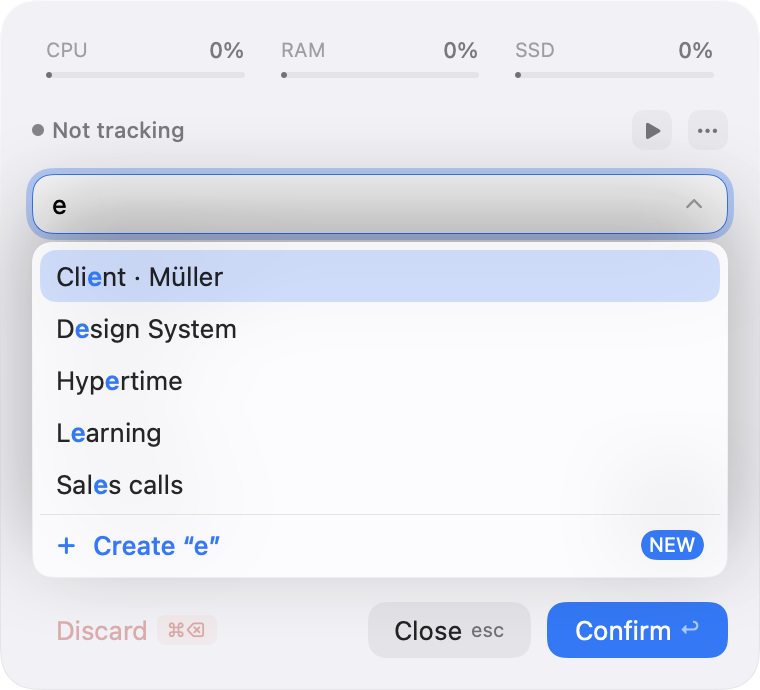 CPU 0% RAM 0% SSD 0%
Not tracking
e
Client · Müller
Design System
Hypertime
Learning
Sales calls
+ Create “e” NEW
Discard ⌘⌫ Close esc Confirm ↩